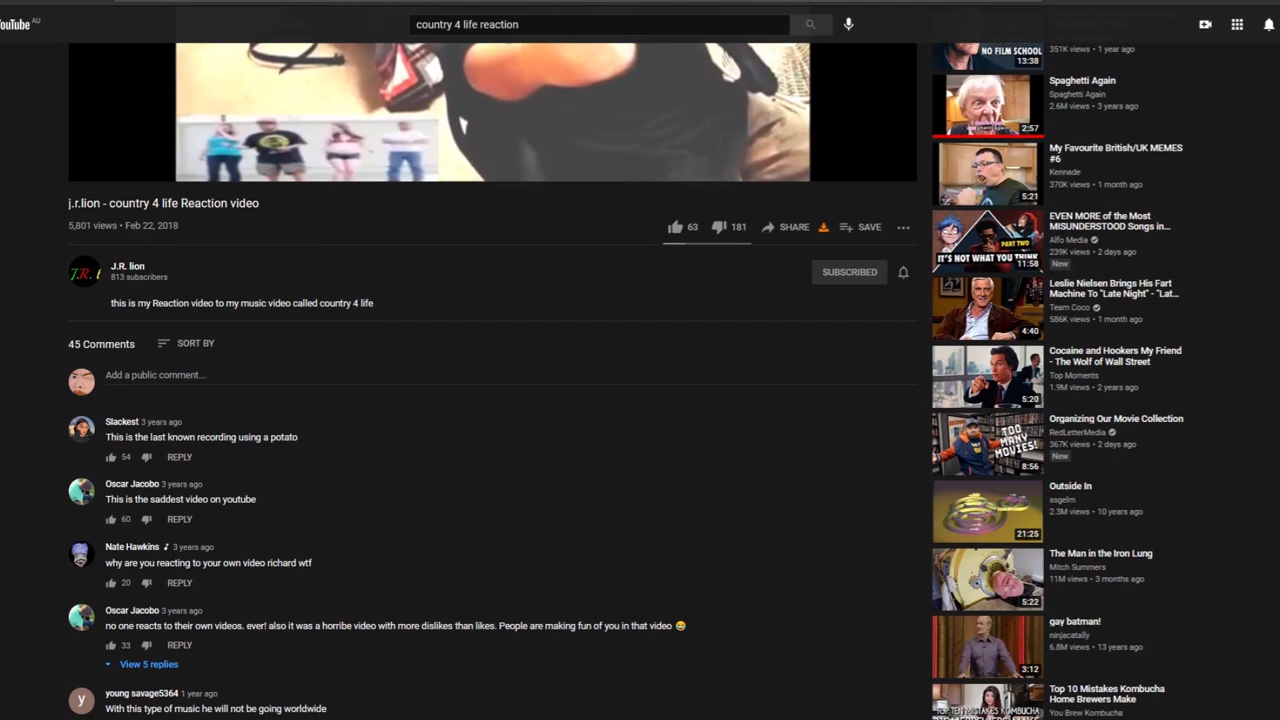 YouTube AU
country 4 life reaction
j.r.lion - country 4 life Reaction video
5,801 views • Feb 22, 2018
63
181
SHARE
SAVE
J.R. lion
813 subscribers
SUBSCRIBED
this is my Reaction video to my music video called country 4 life
45 Comments
SORT BY
Add a public comment...
Slackest 3 years ago
This is the last known recording using a potato
54
REPLY
Oscar Jacobo 3 years ago
This is the saddest video on youtube
60
REPLY
Nate Hawkins 3 years ago
why are you reacting to your own video richard wtf
20
REPLY
Oscar Jacobo 3 years ago
no one reacts to their own videos. ever! also it was a horribe video with more dislikes than likes. People are making fun of you in that video 😂
33
REPLY
View 5 replies
y
young savage5364 1 year ago
With this type of music he will not be going worldwide
NO FILM SCHOOL
13:38
351K views • 1 year ago
2:57
Spaghetti Again
Spaghetti Again
2.6M views • 3 years ago
5:21
My Favourite British/UK MEMES
#6
Kennade
370K views • 1 month ago
PART TWO
IT'S NOT WHAT YOU THINK
11:58
EVEN MORE of the Most
MISUNDERSTOOD Songs in...
Alfo Media
239K views • 2 days ago
New
4:40
Leslie Nielsen Brings His Fart
Machine To "Late Night" - "Lat...
Team Coco
586K views • 1 month ago
5:20
Cocaine and Hookers My Friend
- The Wolf of Wall Street
Top Moments
1.9M views • 2 years ago
TOO
MANY
MOVIES!
8:56
Organizing Our Movie Collection
RedLetterMedia
367K views • 2 days ago
New
21:25
Outside In
ssgelm
2.3M views • 10 years ago
5:22
The Man in the Iron Lung
Mitch Summers
11M views • 3 months ago
3:12
gay batman!
ninjacatally
6.8M views • 13 years ago
TOP TEN MISTAKES KOMBUCHA
Top 10 Mistakes Kombucha
Home Brewers Make
You Brew Kombucha